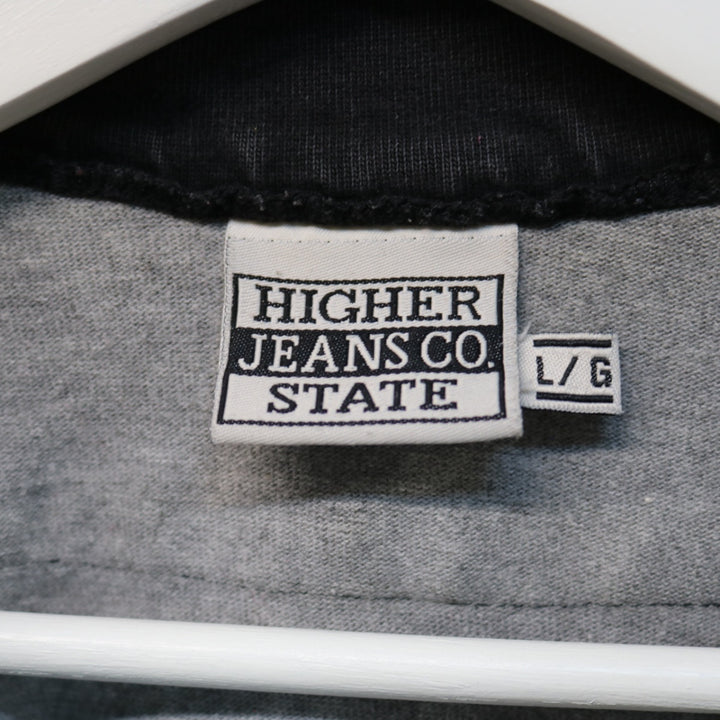 HIGHER
JEANS CO.
STATE
L/G